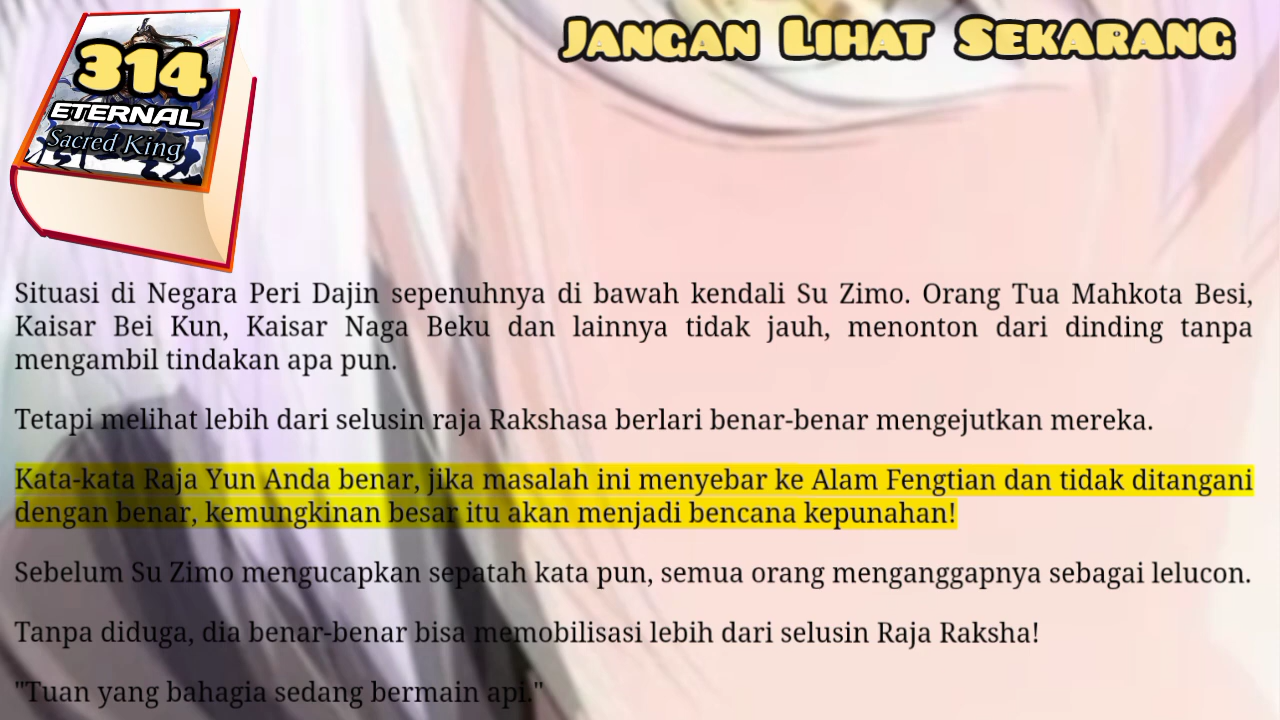 Jangan Lihat Sekarang
314
ETERNAL
Sacred King
Situasi di Negara Peri Dajin sepenuhnya di bawah kendali Su Zimo. Orang Tua Mahkota Besi,
Kaisar Bei Kun, Kaisar Naga Beku dan lainnya tidak jauh, menonton dari dinding tanpa
mengambil tindakan apa pun.
Tetapi melihat lebih dari selusin raja Rakshasa berlari benar-benar mengejutkan mereka.
Kata-kata Raja Yun Anda benar, jika masalah ini menyebar ke Alam Fengtian dan tidak ditangani
dengan benar, kemungkinan besar itu akan menjadi bencana kepunahan!
Sebelum Su Zimo mengucapkan sepatah kata pun, semua orang menganggapnya sebagai lelucon.
Tanpa diduga, dia benar-benar bisa memobilisasi lebih dari selusin Raja Raksha!
"Tuan yang bahagia sedang bermain api."